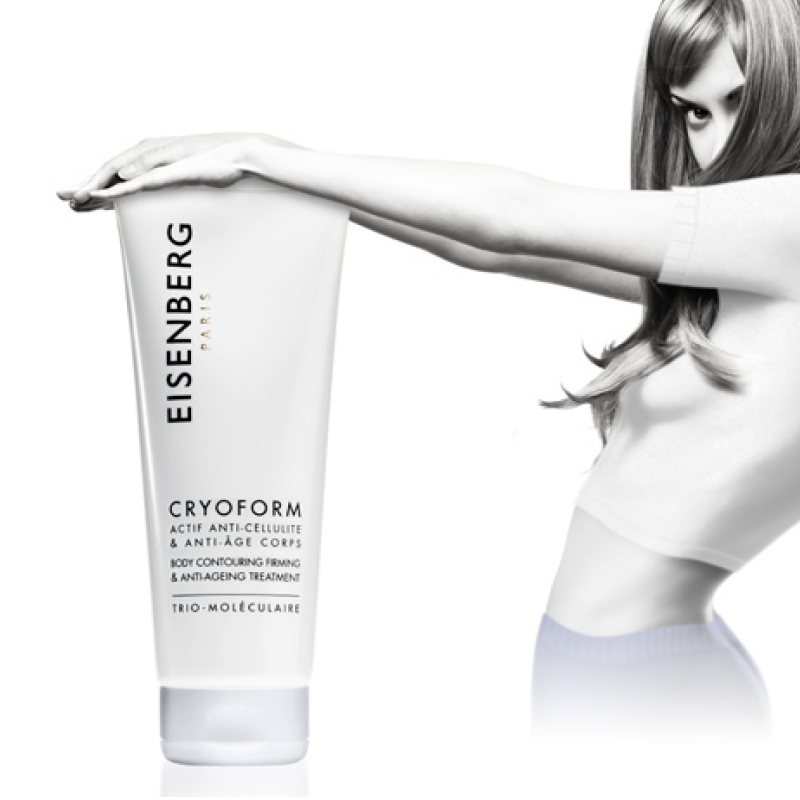 EISENBERG
PARIS
CRYOFORM
ACTIF ANTI-CELLULITE
& ANTI-ÂGE CORPS
BODY CONTOURING FIRMING
& ANTI-AGEING TREATMENT
TRIO-MOLÉCULAIRE